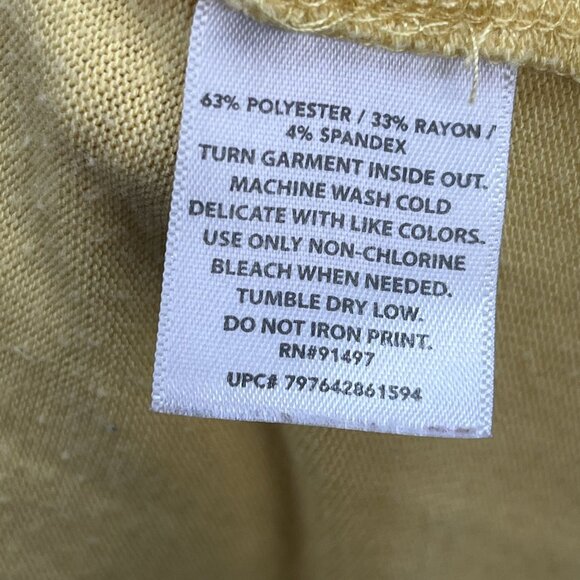 63% POLYESTER / 33% RAYON /
4% SPANDEX
TURN GARMENT INSIDE OUT.
MACHINE WASH COLD
DELICATE WITH LIKE COLORS.
USE ONLY NON-CHLORINE
BLEACH WHEN NEEDED.
TUMBLE DRY LOW.
DO NOT IRON PRINT.
RN#91497
UPC# 797642861594